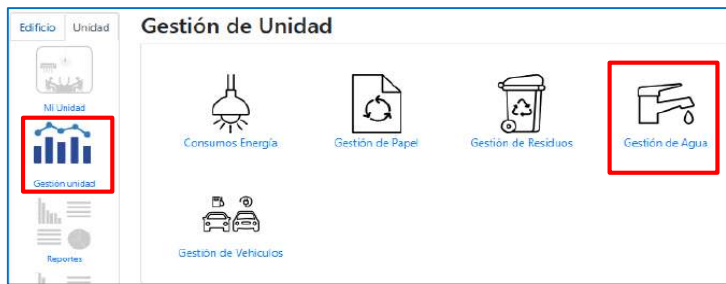 Edificio Unidad
Gestión de Unidad
Mi Unidad
Gestión unidad
Reportes
Consumos Energía
Gestión de Papel
Gestión de Residuos
Gestión de Agua
Gestión de Vehiculos